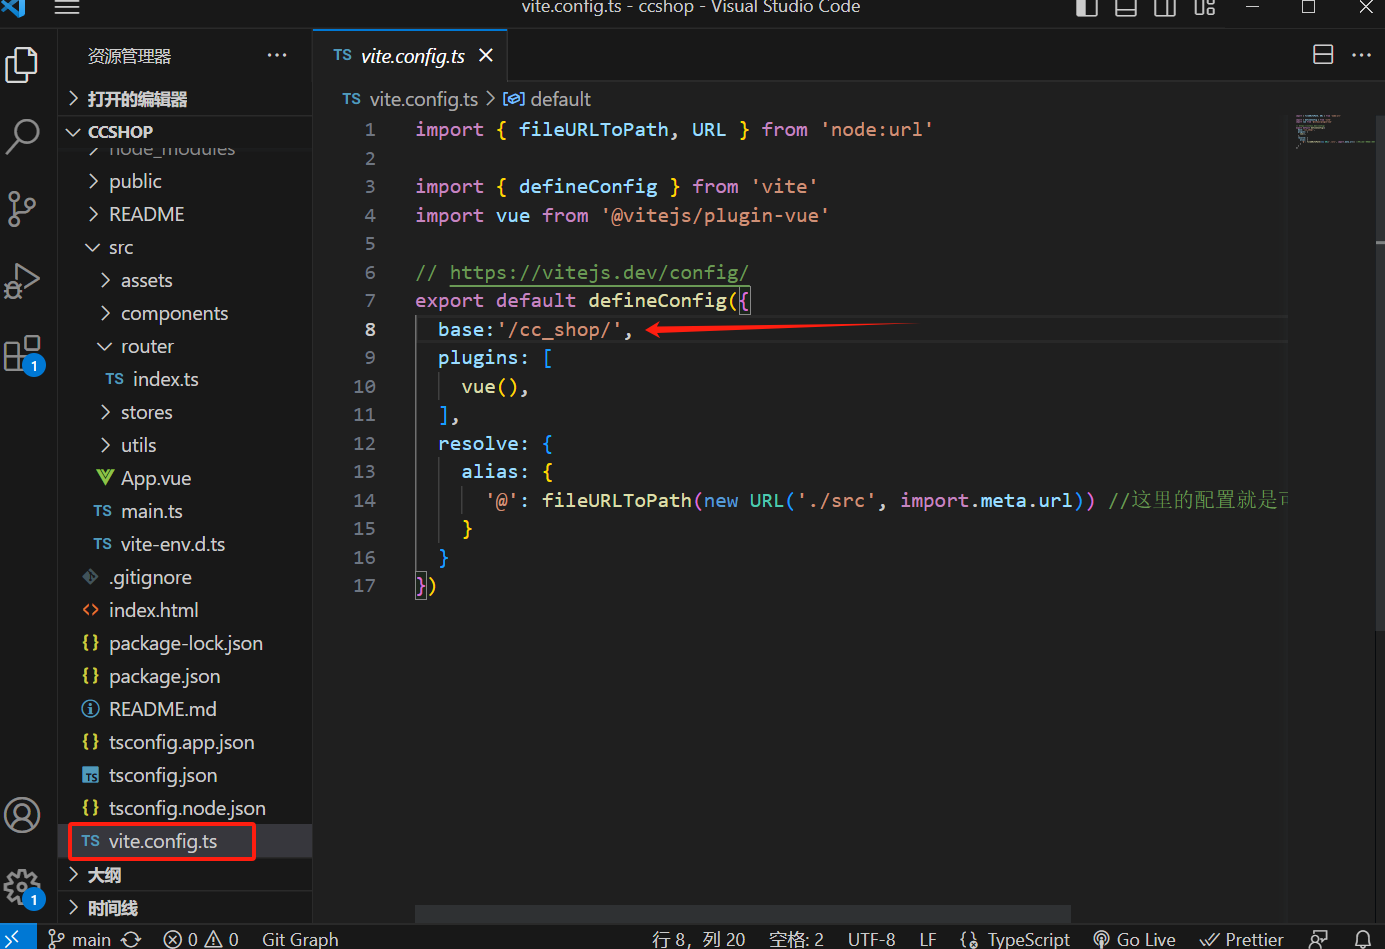 vite.config.ts - ccshop - Visual Studio Code
资源管理器
打开的编辑器
CCSHOP
node_modules
public
README
src
assets
components
router
TS index.ts
stores
utils
App.vue
TS main.ts
TS vite-env.d.ts
.gitignore
<> index.html
{} package-lock.json
{} package.json
README.md
{} tsconfig.app.json
TS tsconfig.json
{} tsconfig.node.json
TS vite.config.ts
大纲
时间线
1
1
TS vite.config.ts
TS vite.config.ts > default
1 import { fileURLToPath, URL } from 'node:url'
2
3 import { defineConfig } from 'vite'
4 import vue from '@vitejs/plugin-vue'
5
6 // https://vitejs.dev/config/
7 export default defineConfig({
8 base:'/cc_shop/',
9 plugins: [
10 vue(),
11 ],
12 resolve: {
13 alias: {
14 '@': fileURLToPath(new URL('./src', import.meta.url)) //这里的配置就是
15 }
16 }
17 })
main 0 0 Git Graph 行 8，列 20 空格: 2 UTF-8 LF {} TypeScript Go Live Prettier